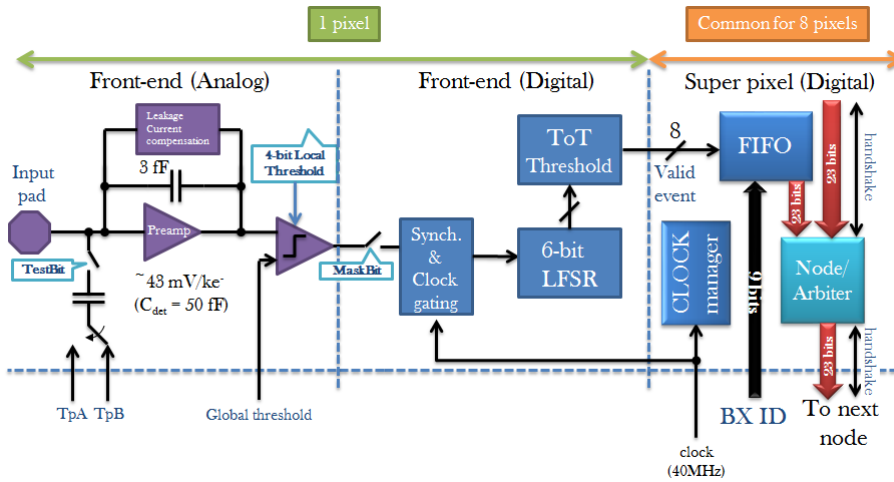 1 pixel
Common for 8 pixels
Front-end (Analog)
Front-end (Digital)
Super pixel (Digital)
Leakage
Current
compensation
3 fF
4-bit Local
Threshold
ToT
Threshold
8
Valid
event
FIFO
23 bits
23 bits
handshake
Input
pad
Preamp
TestBit
~43 mV/ke-
(Cdet = 50 fF)
MaskBit
Synch.
&
Clock
gating
6-bit
LFSR
CLOCK
manager
9 bits
Node/
Arbiter
23 bits
handshake
TpA
TpB
Global threshold
BX ID
To next
node
clock
(40MHz)